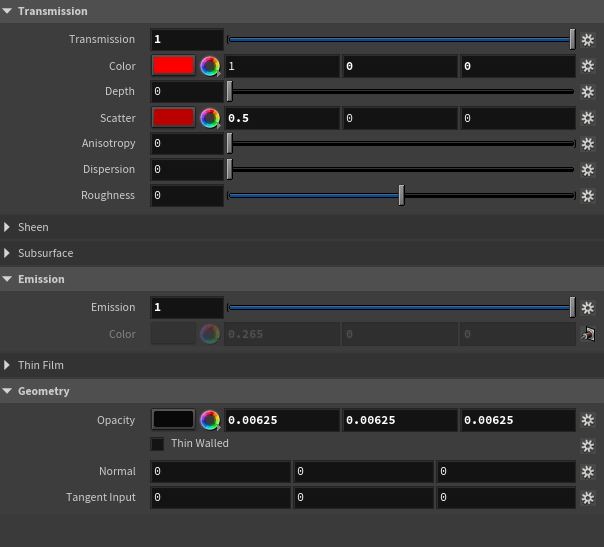 Transmission
Transmission 1
Color 1 0 0
Depth 0
Scatter 0.5 0 0
Anisotropy 0
Dispersion 0
Roughness 0
Sheen
Subsurface
Emission
Emission 1
Color 0.265 0 0
Thin Film
Geometry
Opacity 0.00625 0.00625 0.00625
Thin Walled
Normal 0 0 0
Tangent Input 0 0 0